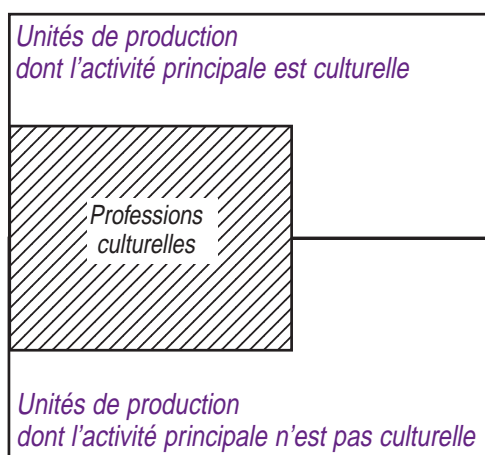 Unités de production
dont l'activité principale est culturelle
Professions
culturelles
Unités de production
dont l'activité principale n'est pas culturelle